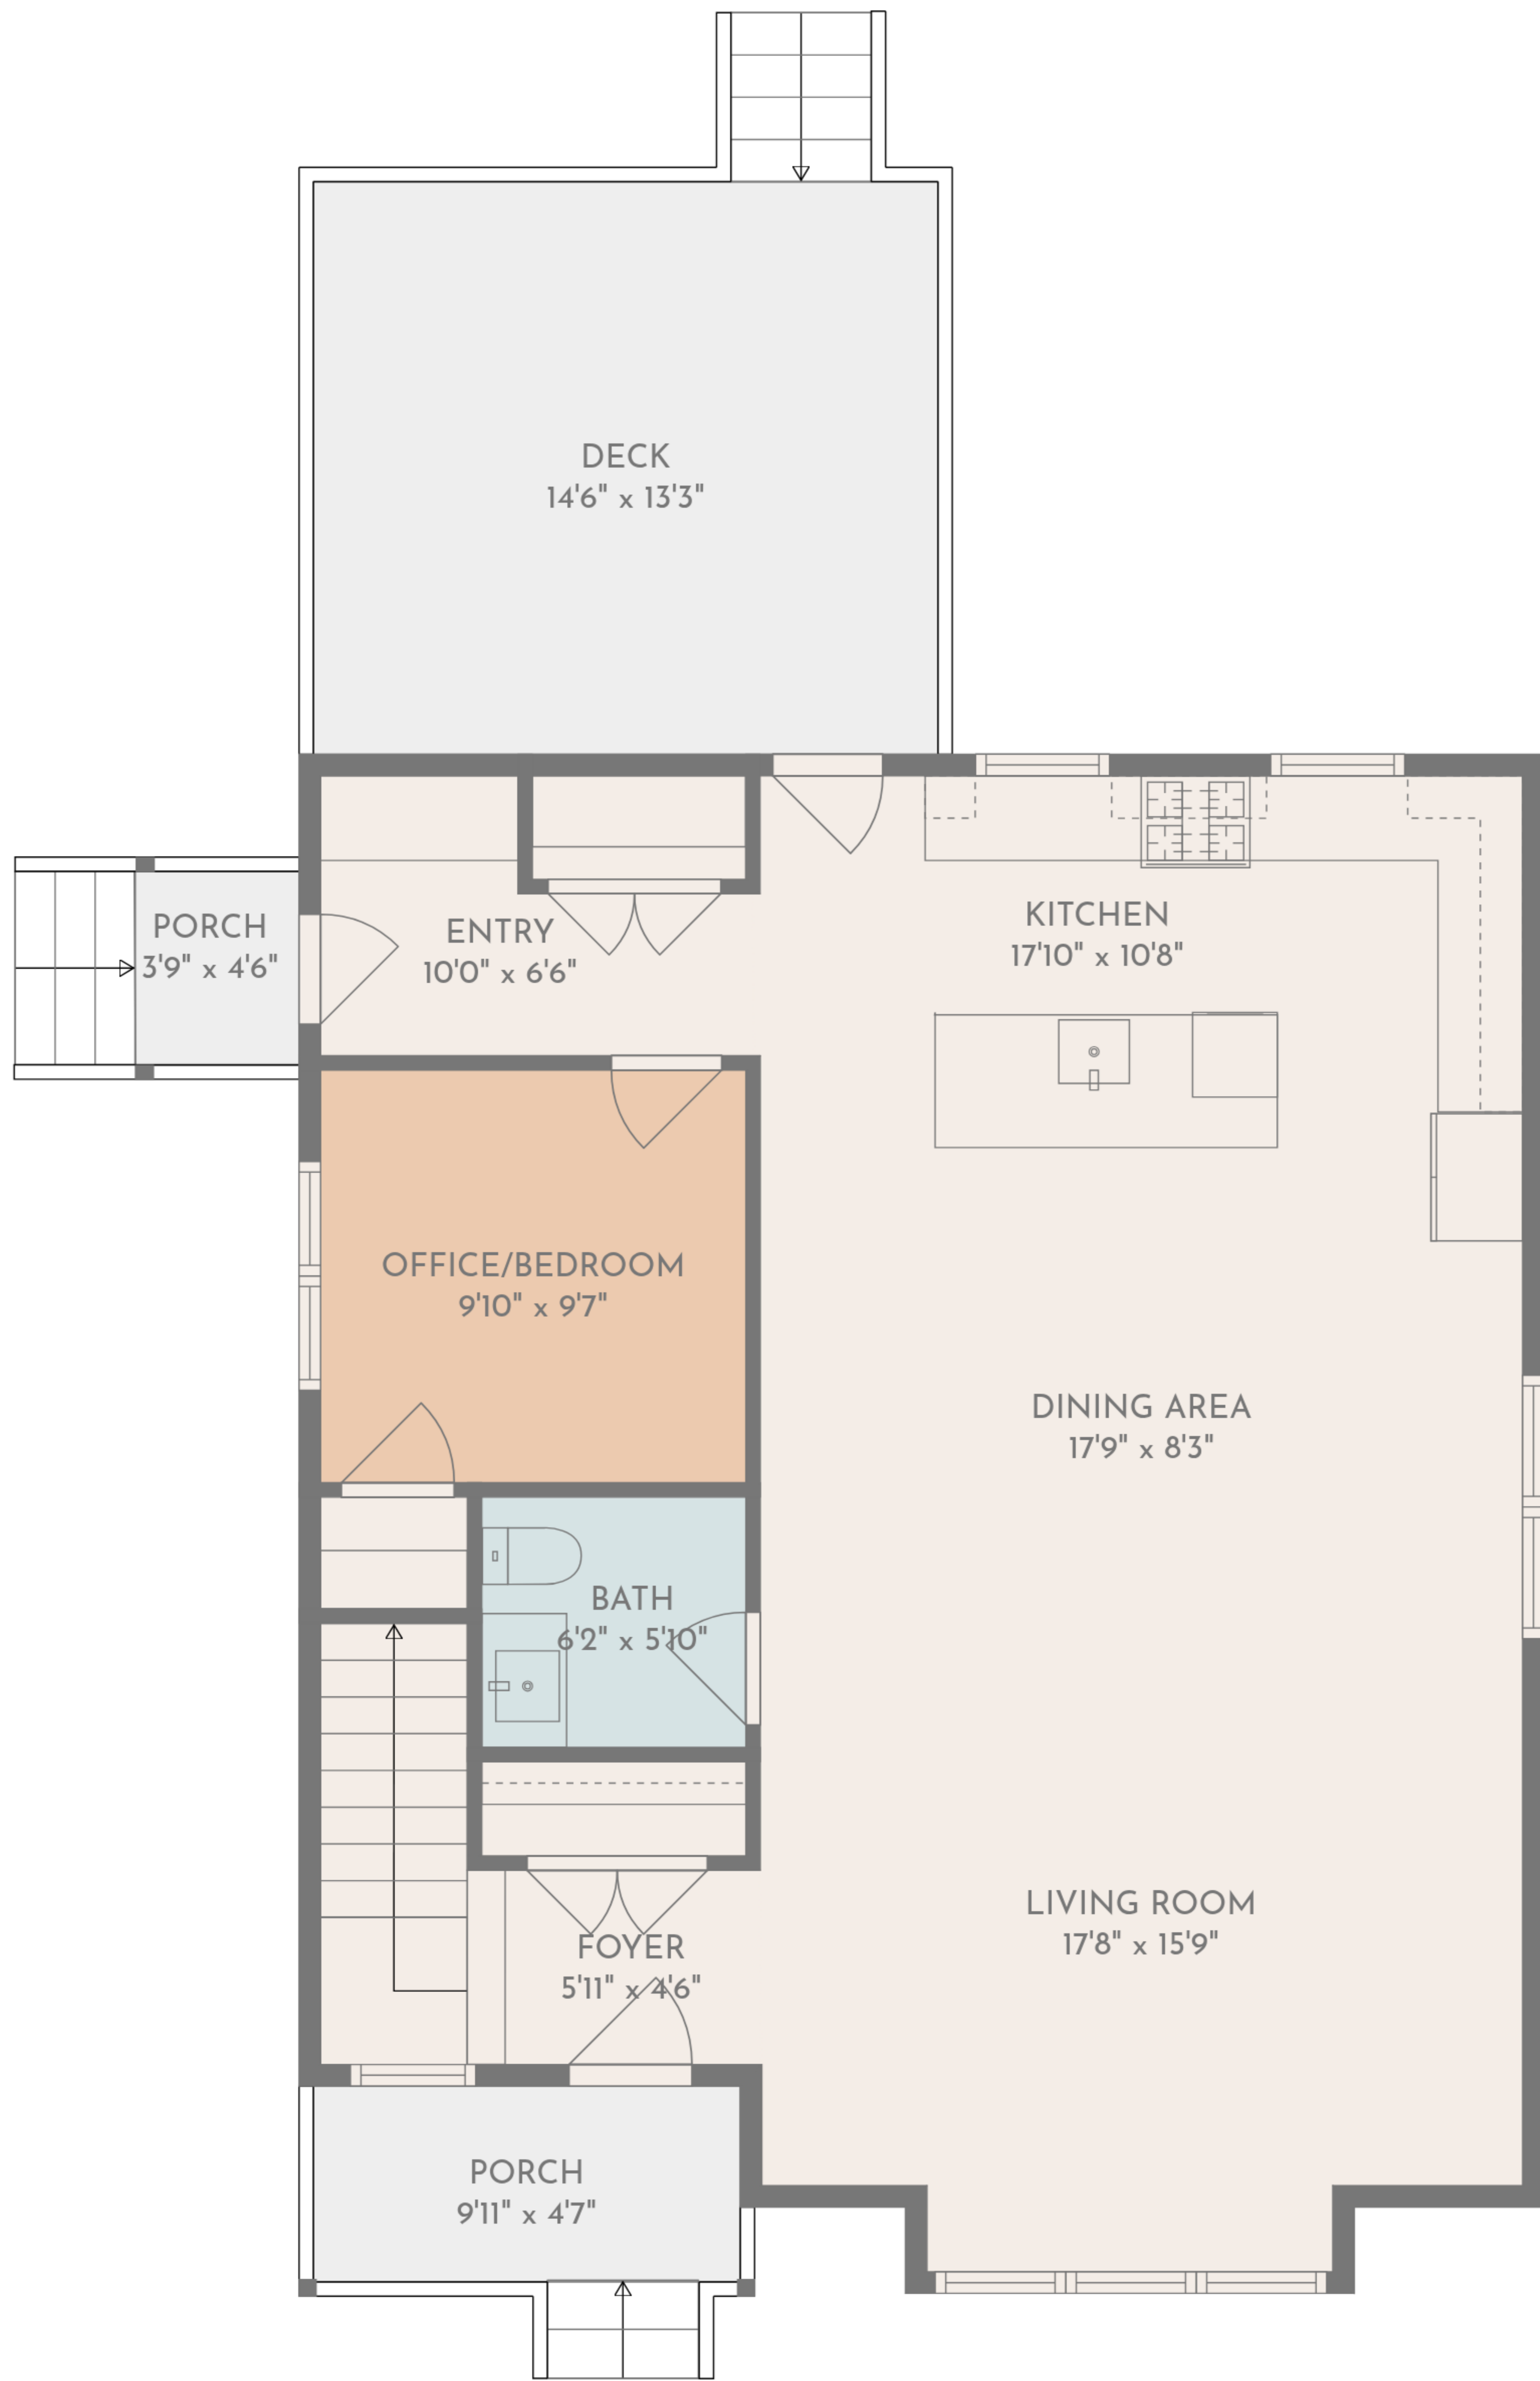 DECK
14'6" x 13'3"
PORCH
3'9" x 4'6"
ENTRY
10'0" x 6'6"
KITCHEN
17'10" x 10'8"
OFFICE/BEDROOM
9'10" x 9'7"
DINING AREA
17'9" x 8'3"
BATH
6'2" x 5'10"
LIVING ROOM
17'8" x 15'9"
FOYER
5'11" x 4'6"
PORCH
9'11" x 4'7"